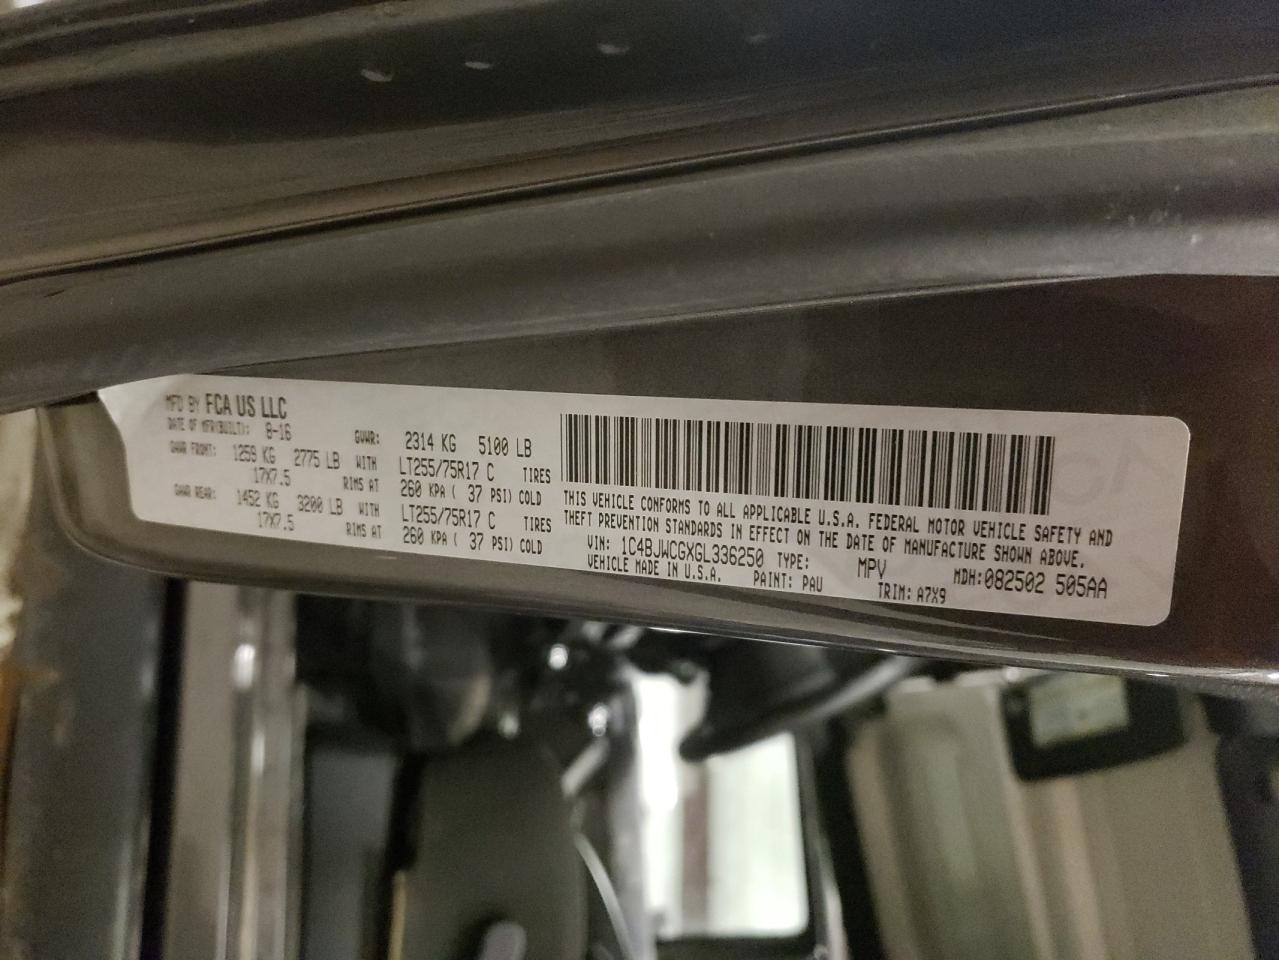 MFD BY FCA US LLC
DATE OF MFR(BUILT): 8-16 GVWR: 2314 KG 5100 LB
GAWR FRONT: 1259 KG 2775 LB WITH LT255/75R17 C TIRES
17X7.5 RIMS AT 260 KPA ( 37 PSI) COLD
GAWR REAR: 1452 KG 3200 LB WITH LT255/75R17 C TIRES
17X7.5 RIMS AT 260 KPA ( 37 PSI) COLD
THIS VEHICLE CONFORMS TO ALL APPLICABLE U.S.A. FEDERAL MOTOR VEHICLE SAFETY AND
THEFT PREVENTION STANDARDS IN EFFECT ON THE DATE OF MANUFACTURE SHOWN ABOVE.
VIN: 1C4BJWCGXGL336250 TYPE: MPV MDH:082502 505AA
VEHICLE MADE IN U.S.A. PAINT: PAU TRIM: A7X9